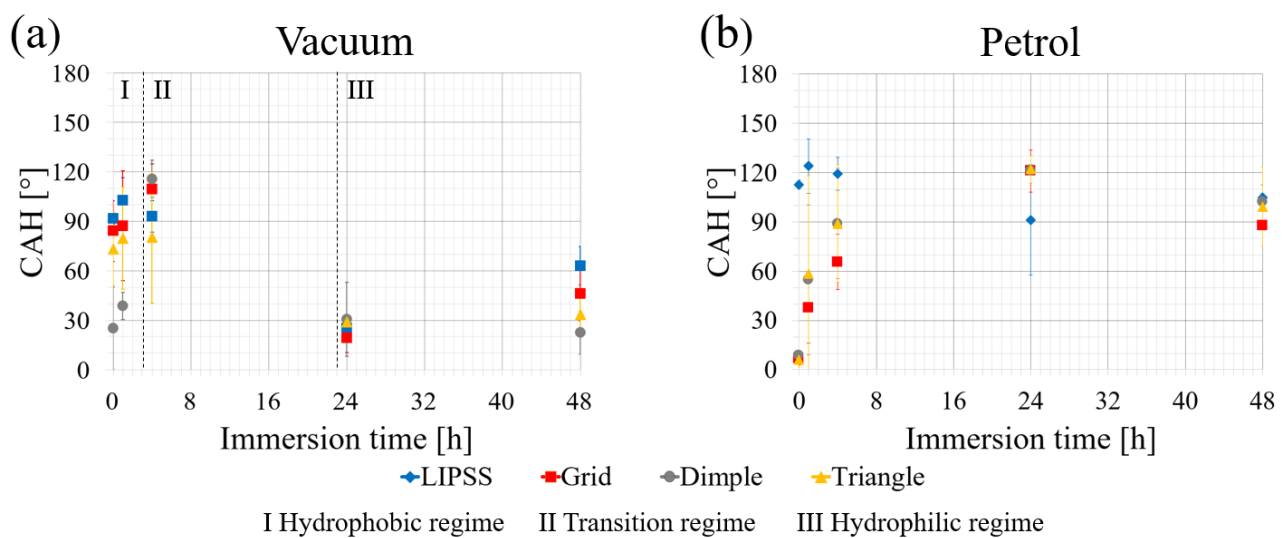 (a) Vacuum
(b) Petrol
180
150
120
90
60
30
0
CAH [°]
I II III
0 8 16 24 32 40 48
Immersion time [h]
180
150
120
90
60
30
0
CAH [°]
0 8 16 24 32 40 48
Immersion time [h]
LIPSS Grid Dimple Triangle
I Hydrophobic regime II Transition regime III Hydrophilic regime